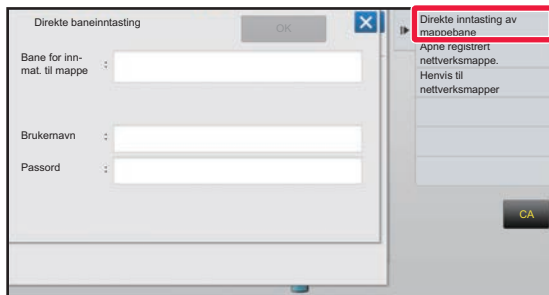 Direkte baneinntasting
OK
Bane for inn-
mat. til mappe :
Brukernavn :
Passord :
Direkte inntasting av
mappebane
Åpne registrert
nettverksmappe.
Henvis til
nettverksmapper
CA